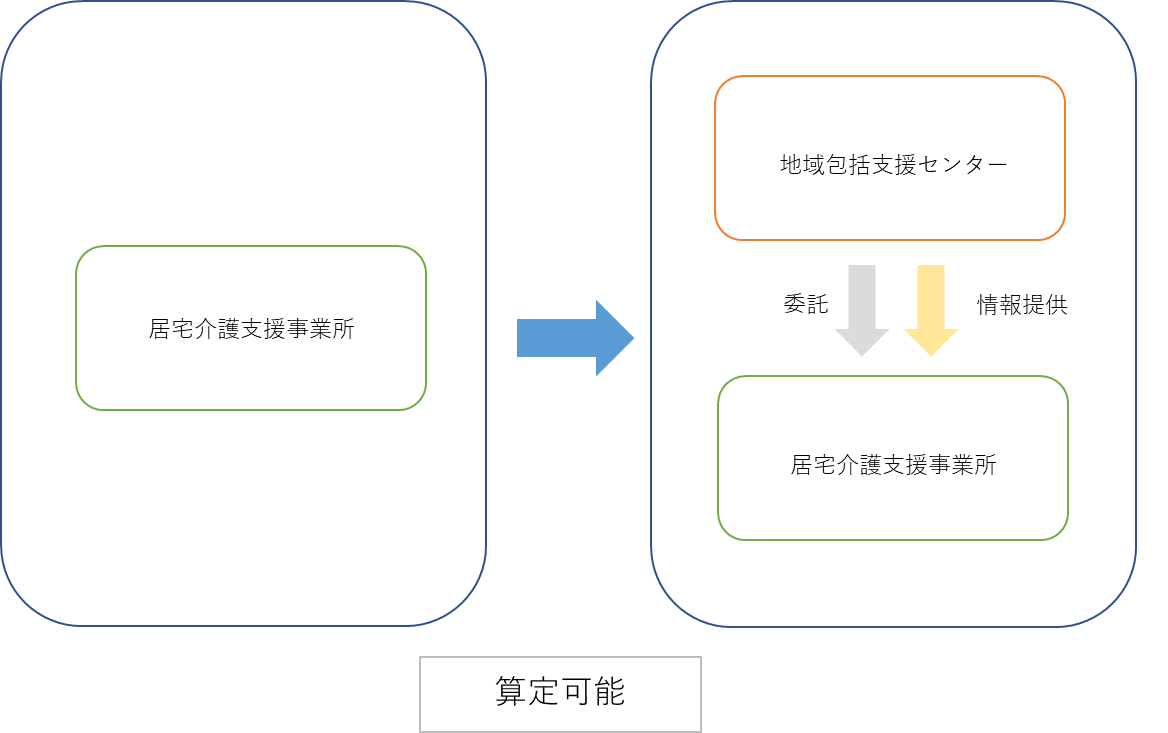 居宅介護支援事業所
地域包括支援センター
委託
情報提供
居宅介護支援事業所
算定可能